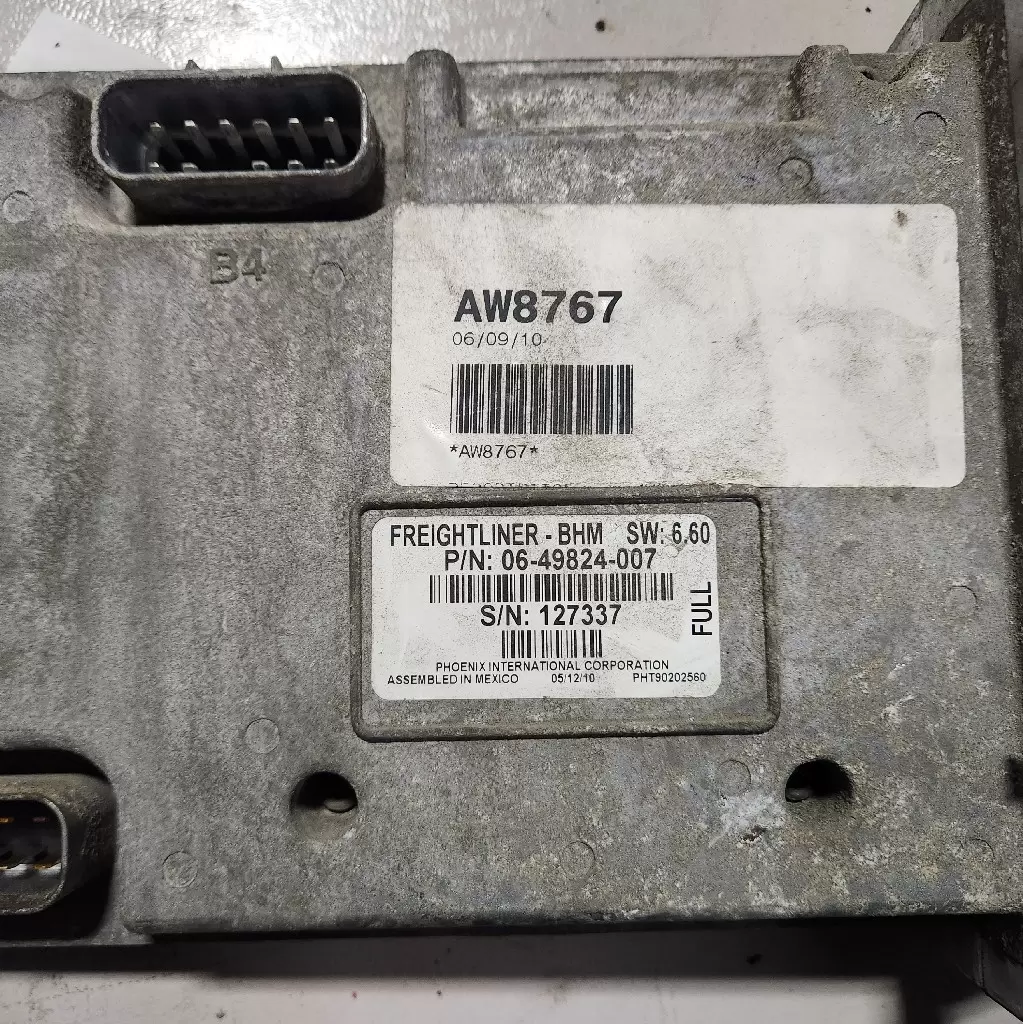 B4
AW8767
06/09/10
*AW8767*
FREIGHTLINER - BHM SW: 6.60
P/N: 06-49824-007
S/N: 127337
FULL
PHOENIX INTERNATIONAL CORPORATION
ASSEMBLED IN MEXICO 05/12/10 PHT90202560